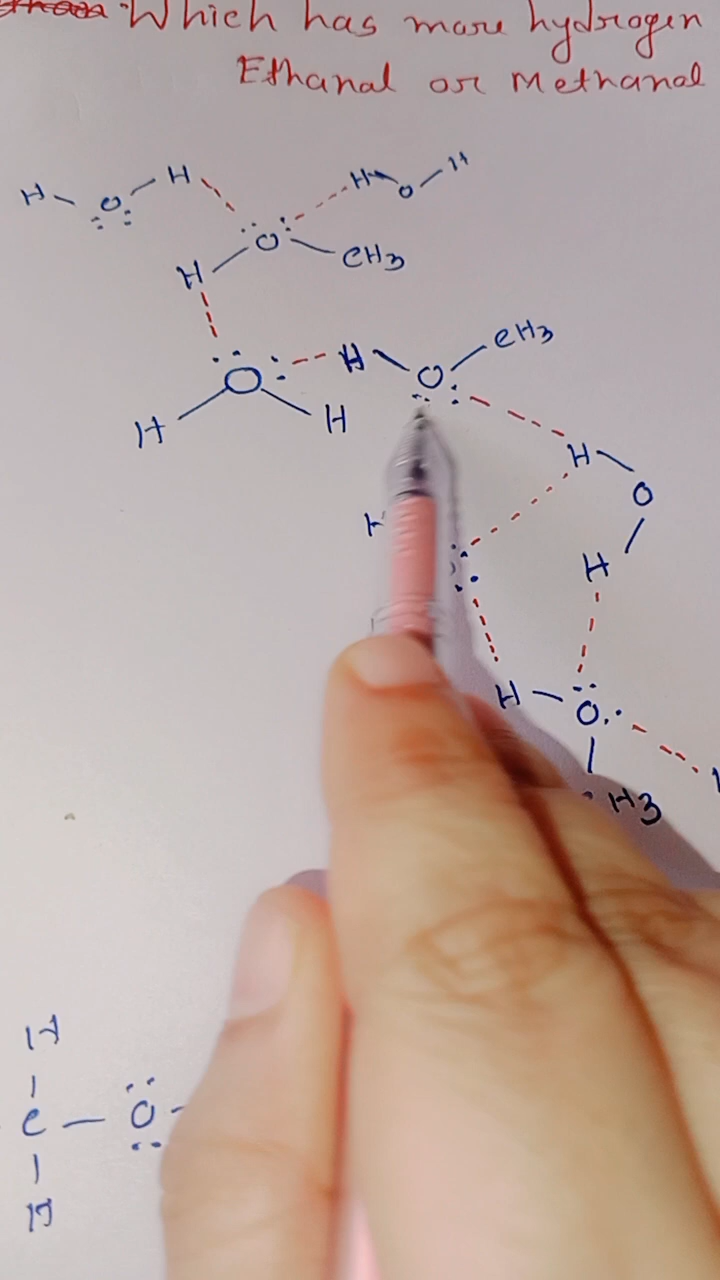 Which has more hydrogen
Ethanal or Methanal
H O H
H O H
O
H
CH3
O H O CH3
H H
H
O
H
H
H O
H3
H
C — O
H